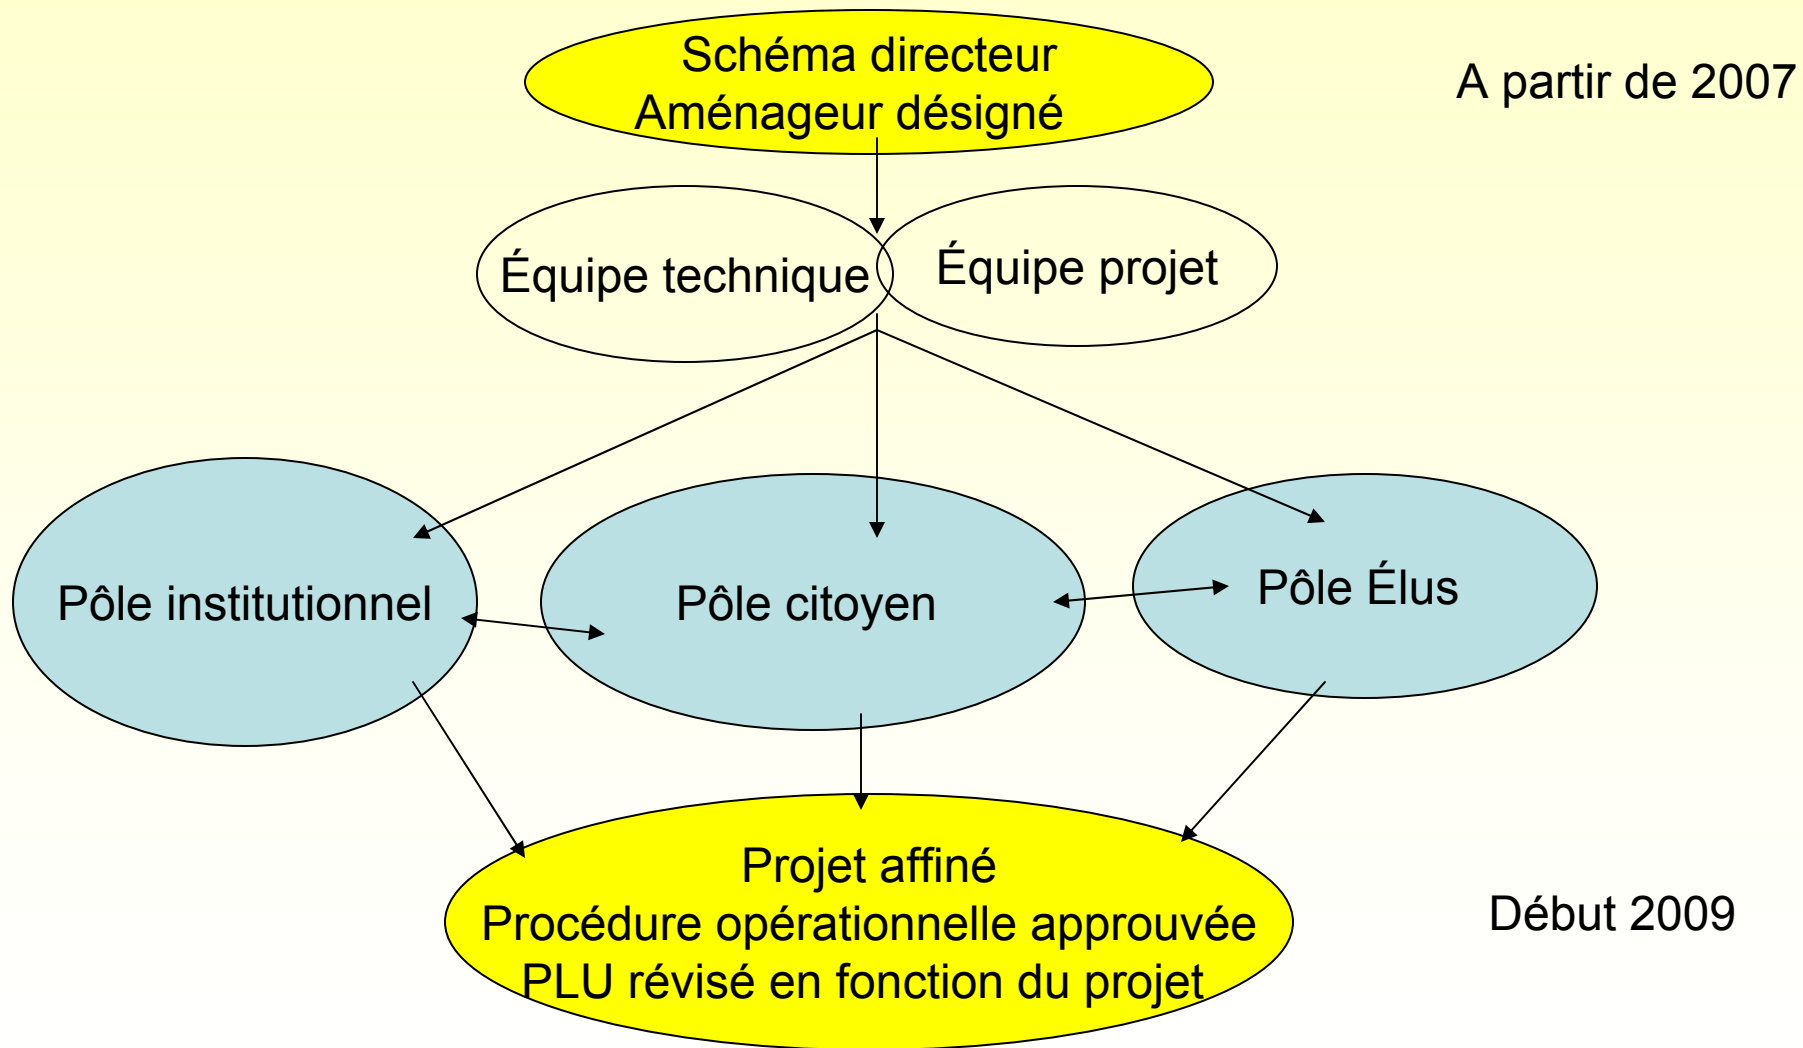 Schéma directeur
Aménageur désigné
A partir de 2007
Équipe technique
Équipe projet
Pôle institutionnel
Pôle citoyen
Pôle Élus
Projet affiné
Procédure opérationnelle approuvée
PLU révisé en fonction du projet
Début 2009